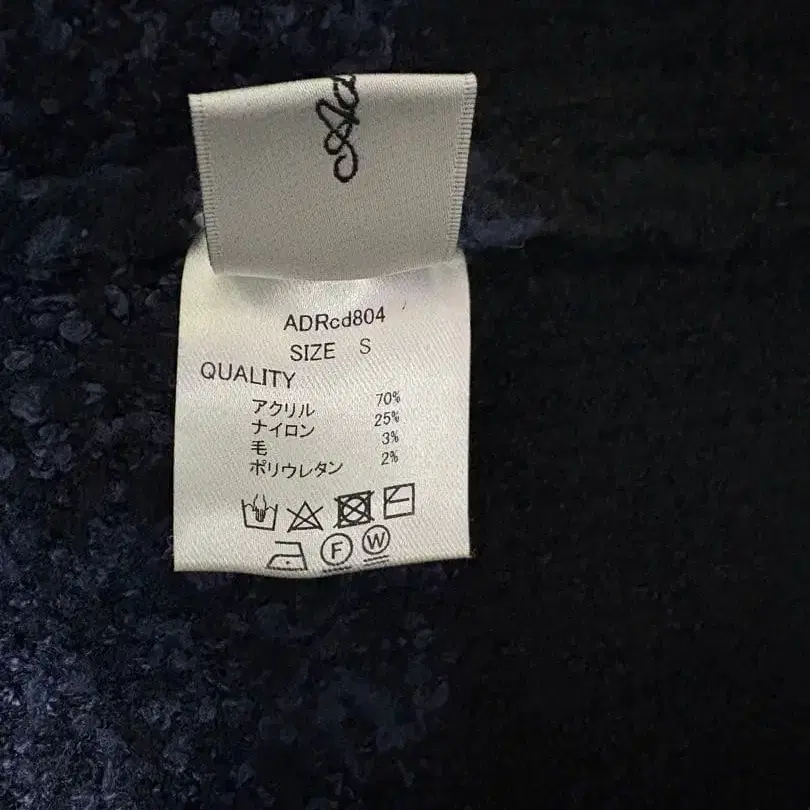 ADRcd804
SIZE S
QUALITY
アクリル 70%
ナイロン 25%
毛 3%
ポリウレタン 2%
F W